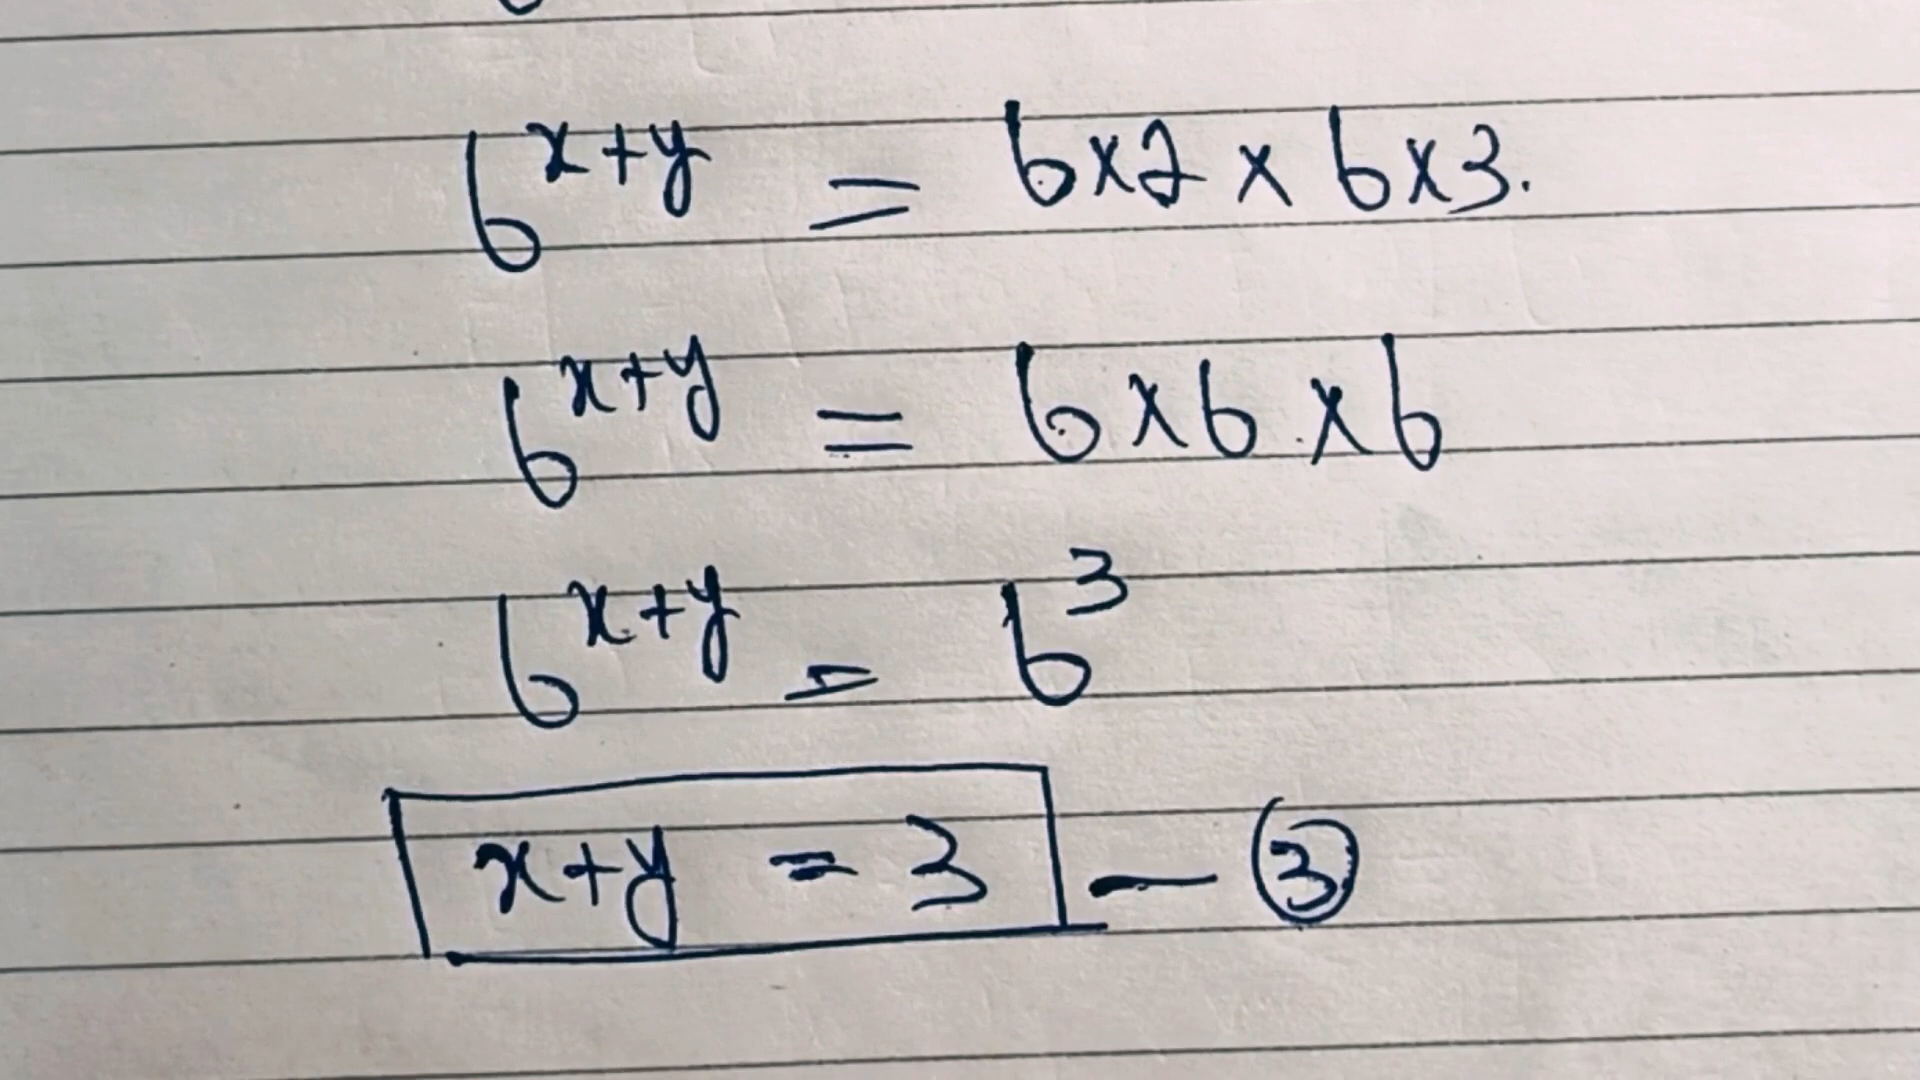 6^{x+y} = 6×2 × 6×3.
6^{x+y} = 6×6×6
6^{x+y} = 6^3
x+y = 3 — ③